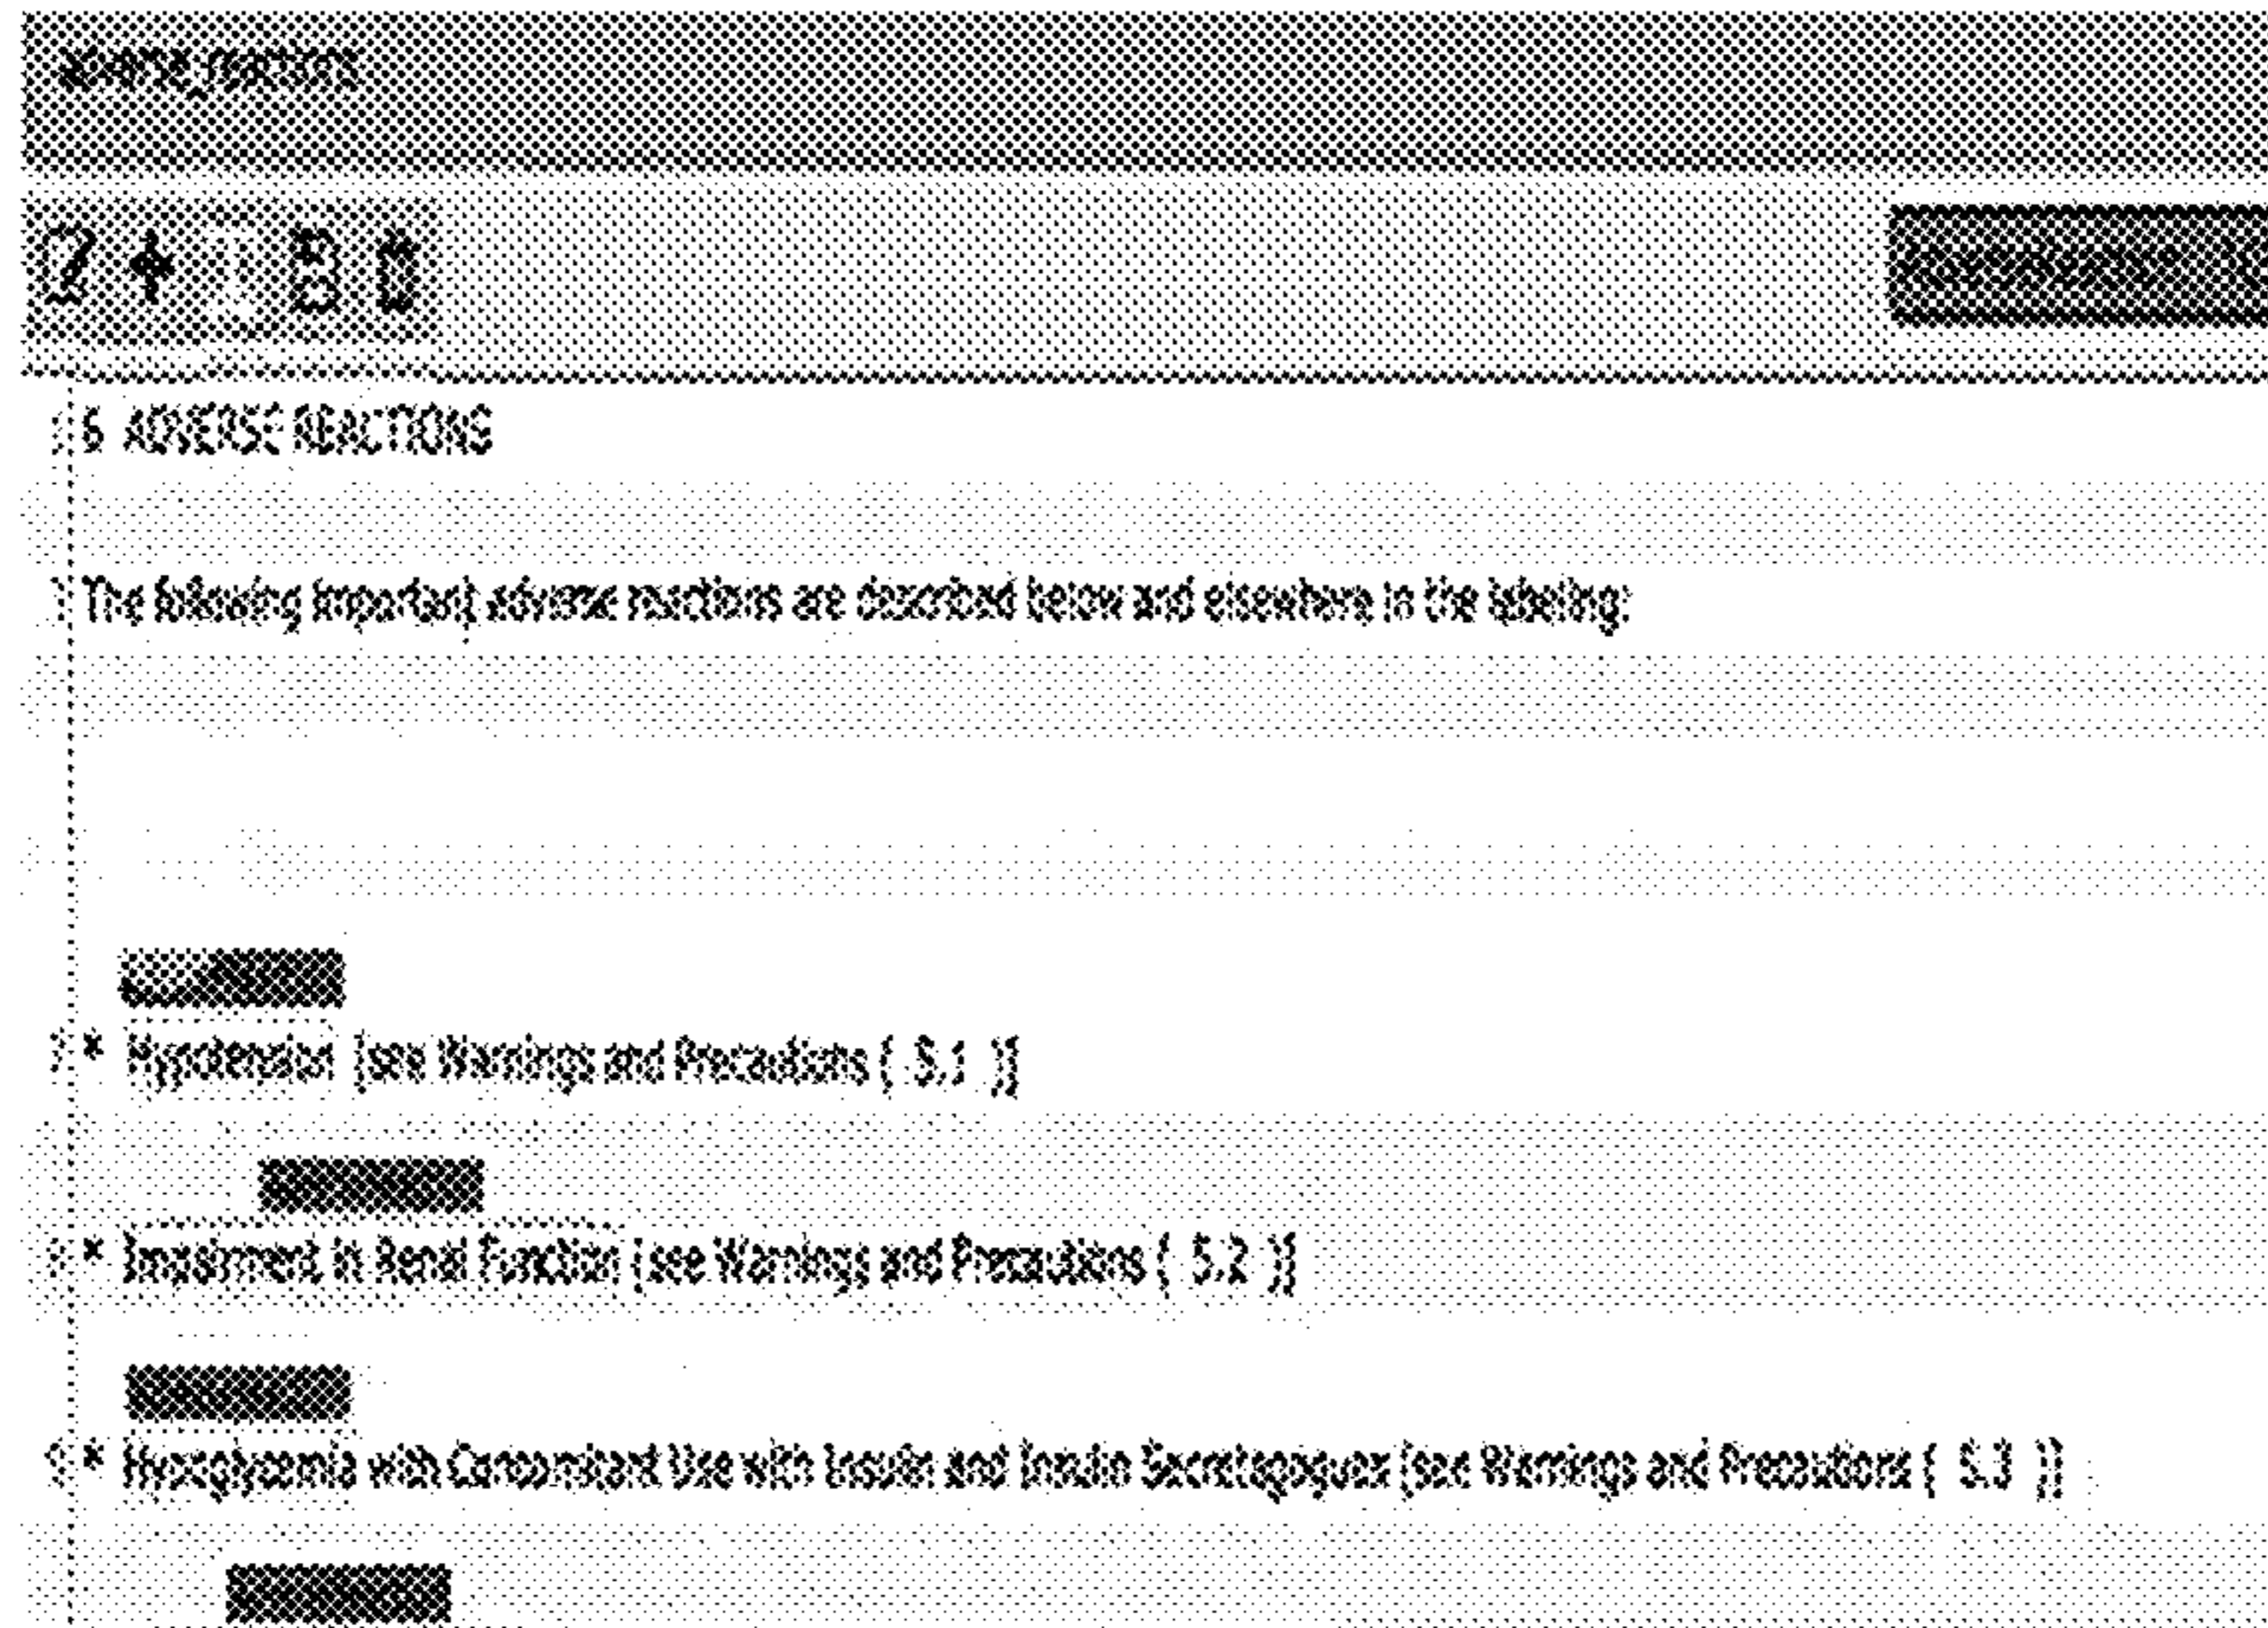 adverse_reactions
6 ADVERSE REACTIONS
The following important adverse reactions are described below and elsewhere in the labeling:
* Hypotension [see Warnings and Precautions ( 5.1 )]
* Impairment in Renal Function [see Warnings and Precautions ( 5.2 )]
* Hypoglycemia with Concomitant Use with Insulin and Insulin Secretagogues [see Warnings and Precautions ( 5.3 )]